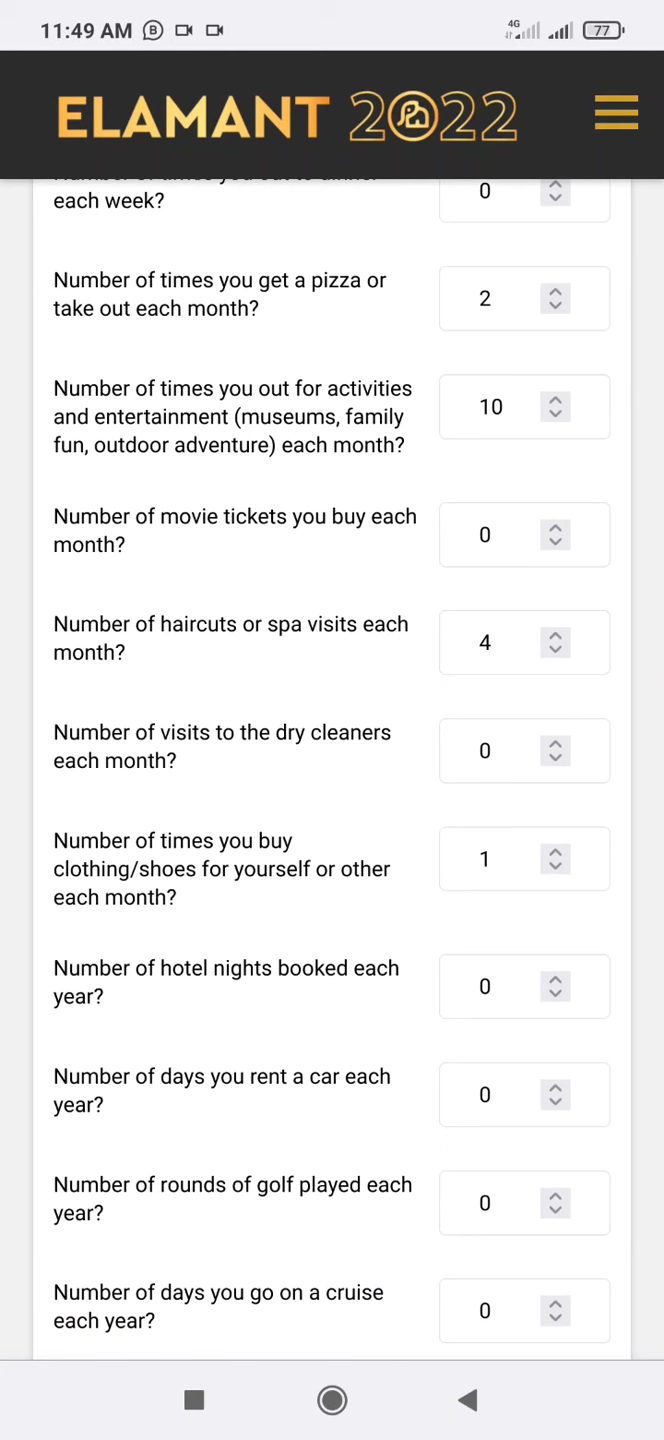 11:49 AM B 4G 77
ELAMANT 2022
each week? 0
Number of times you get a pizza or
take out each month? 2
Number of times you out for activities
and entertainment (museums, family
fun, outdoor adventure) each month? 10
Number of movie tickets you buy each
month? 0
Number of haircuts or spa visits each
month? 4
Number of visits to the dry cleaners
each month? 0
Number of times you buy
clothing/shoes for yourself or other
each month? 1
Number of hotel nights booked each
year? 0
Number of days you rent a car each
year? 0
Number of rounds of golf played each
year? 0
Number of days you go on a cruise
each year? 0